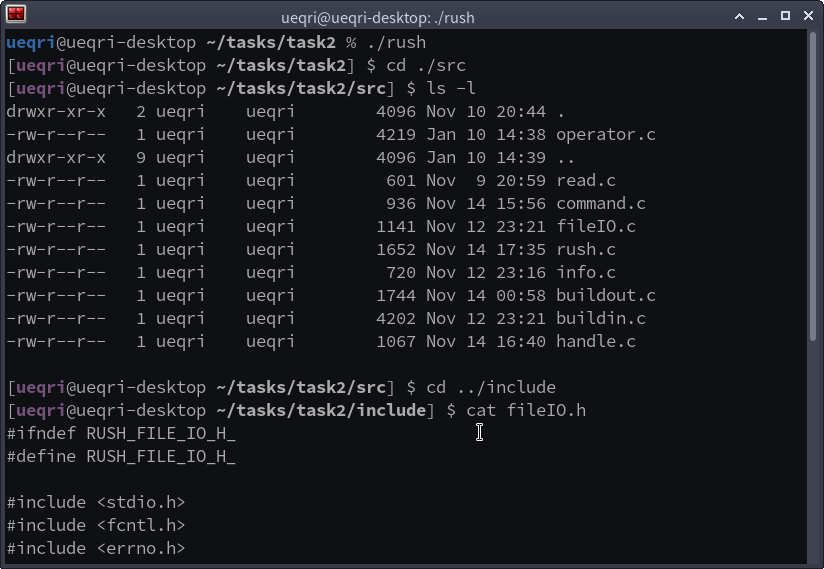 ueqri@ueqri-desktop: ./rush
ueqri@ueqri-desktop ~/tasks/task2 % ./rush
[ueqri@ueqri-desktop ~/tasks/task2] $ cd ./src
[ueqri@ueqri-desktop ~/tasks/task2/src] $ ls -l
drwxr-xr-x   2 ueqri    ueqri        4096 Nov 10 20:44 .
-rw-r--r--   1 ueqri    ueqri        4219 Jan 10 14:38 operator.c
drwxr-xr-x   9 ueqri    ueqri        4096 Jan 10 14:39 ..
-rw-r--r--   1 ueqri    ueqri         601 Nov  9 20:59 read.c
-rw-r--r--   1 ueqri    ueqri         936 Nov 14 15:56 command.c
-rw-r--r--   1 ueqri    ueqri        1141 Nov 12 23:21 fileIO.c
-rw-r--r--   1 ueqri    ueqri        1652 Nov 14 17:35 rush.c
-rw-r--r--   1 ueqri    ueqri         720 Nov 12 23:16 info.c
-rw-r--r--   1 ueqri    ueqri        1744 Nov 14 00:58 buildout.c
-rw-r--r--   1 ueqri    ueqri        4202 Nov 12 23:21 buildin.c
-rw-r--r--   1 ueqri    ueqri        1067 Nov 14 16:40 handle.c
[ueqri@ueqri-desktop ~/tasks/task2/src] $ cd ../include
[ueqri@ueqri-desktop ~/tasks/task2/include] $ cat fileIO.h
#ifndef RUSH_FILE_IO_H_
#define RUSH_FILE_IO_H_
#include <stdio.h>
#include <fcntl.h>
#include <errno.h>